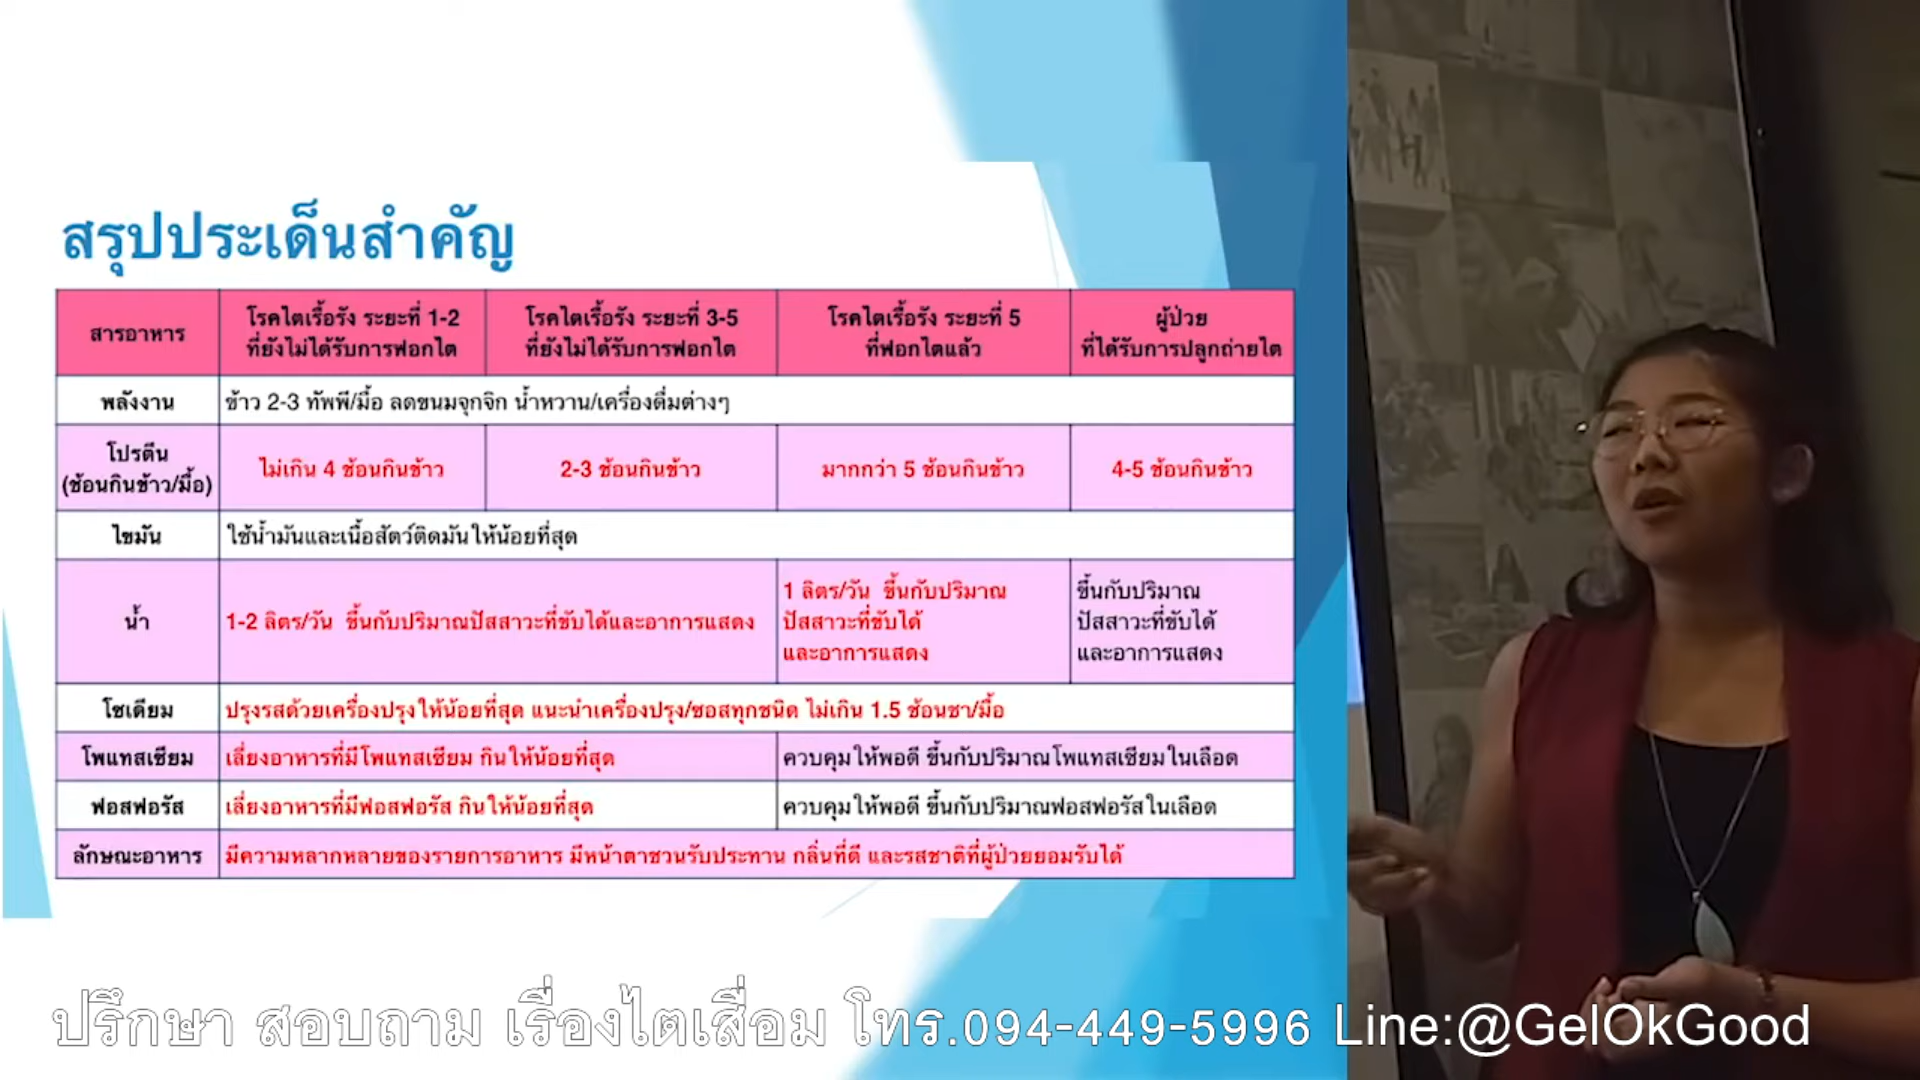 สรุปประเด็นสำคัญ
สารอาหาร
โรคไตเรื้อรัง ระยะที่ 1-2
ที่ยังไม่ได้รับการฟอกไต
โรคไตเรื้อรัง ระยะที่ 3-5
ที่ยังไม่ได้รับการฟอกไต
โรคไตเรื้อรัง ระยะที่ 5
ที่ฟอกไตแล้ว
ผู้ป่วย
ที่ได้รับการปลูกถ่ายไต
พลังงาน
ข้าว 2-3 ทัพพี/มื้อ ลดขนมจุกจิก น้ำหวาน/เครื่องดื่มต่างๆ
โปรตีน
(ช้อนกินข้าว/มื้อ)
ไม่เกิน 4 ช้อนกินข้าว
2-3 ช้อนกินข้าว
มากกว่า 5 ช้อนกินข้าว
4-5 ช้อนกินข้าว
ไขมัน
ใช้น้ำมันและเนื้อสัตว์ติดมันให้น้อยที่สุด
น้ำ
1-2 ลิตร/วัน ขึ้นกับปริมาณปัสสาวะที่ขับได้และอาการแสดง
1 ลิตร/วัน ขึ้นกับปริมาณ
ปัสสาวะที่ขับได้
และอาการแสดง
ขึ้นกับปริมาณ
ปัสสาวะที่ขับได้
และอาการแสดง
โซเดียม
ปรุงรสด้วยเครื่องปรุงให้น้อยที่สุด แนะนำเครื่องปรุง/ซอสทุกชนิด ไม่เกิน 1.5 ช้อนชา/มื้อ
โพแทสเซียม
เลี่ยงอาหารที่มีโพแทสเซียม กินให้น้อยที่สุด
ควบคุมให้พอดี ขึ้นกับปริมาณโพแทสเซียมในเลือด
ฟอสฟอรัส
เลี่ยงอาหารที่มีฟอสฟอรัส กินให้น้อยที่สุด
ควบคุมให้พอดี ขึ้นกับปริมาณฟอสฟอรัสในเลือด
ลักษณะอาหาร
มีความหลากหลายของรายการอาหาร มีหน้าตาชวนรับประทาน กลิ่นที่ดี และรสชาติที่ผู้ป่วยยอมรับได้
ปรึกษา สอบถาม เรื่องไตเสื่อม โทร.094-449-5996 Line:@GelOkGood